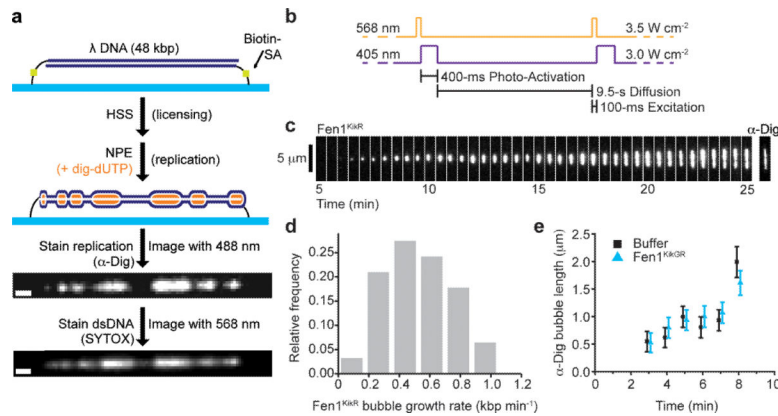 a
λ DNA (48 kbp)
Biotin-
SA
HSS
(licensing)
NPE
(+ dig-dUTP)
(replication)
Stain replication
(α-Dig)
Image with 488 nm
Stain dsDNA
(SYTOX)
Image with 568 nm
b
568 nm
3.5 W cm-2
405 nm
3.0 W cm-2
400-ms Photo-Activation
9.5-s Diffusion
100-ms Excitation
c
Fen1KikR
α-Dig
5 μm
5
10
15
20
25
Time (min)
d
Relative frequency
0.25
0.20
0.15
0.10
0.05
0.00
0.2
0.4
0.6
0.8
1.0
Fen1KikR bubble growth rate (kbp min-1)
e
α-Dig bubble length (μm)
2.5
2.0
1.5
1.0
0.5
0.0
Buffer
Fen1KikGR
0
2
4
6
8
10
Time (min)